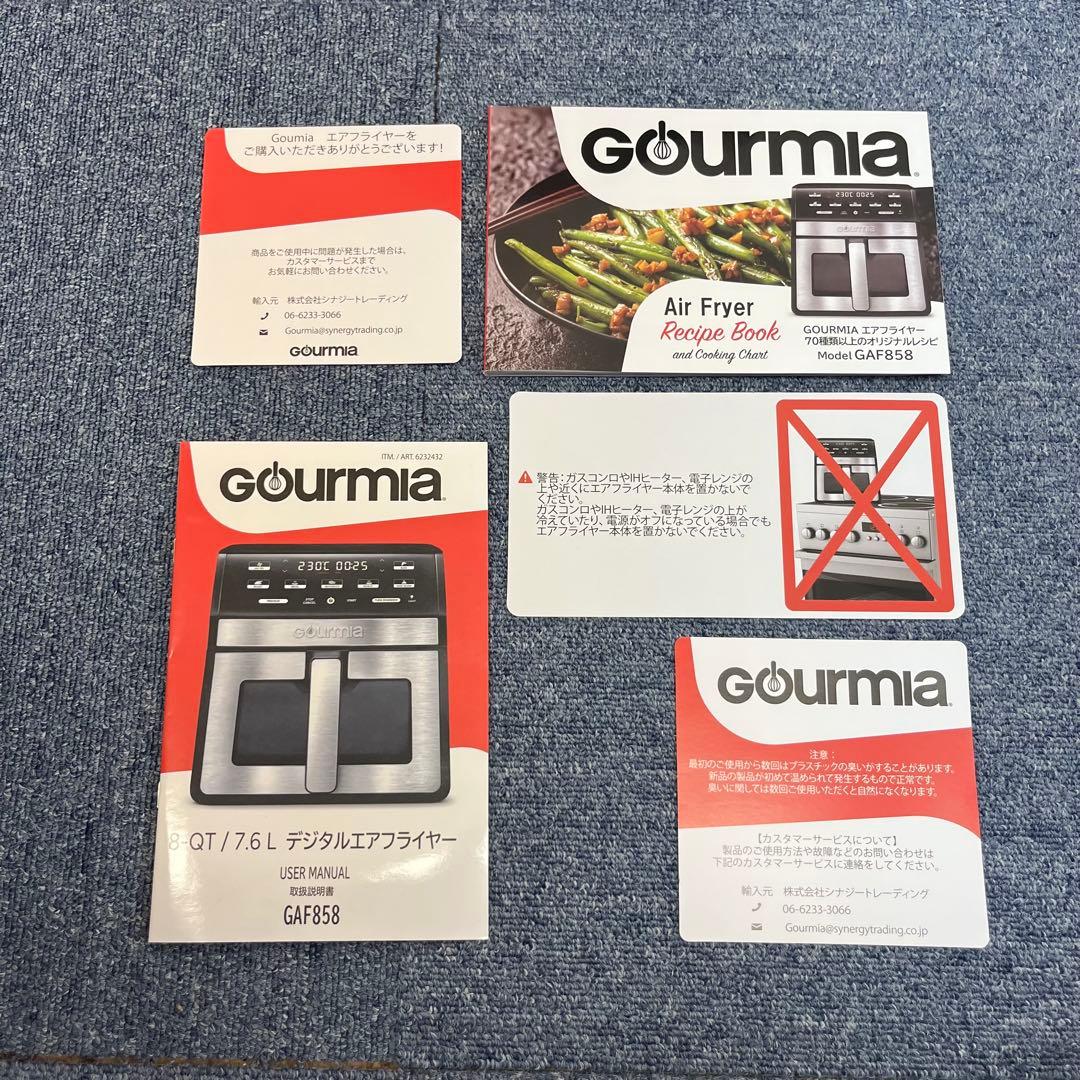 Goumia エアフライヤーを
ご購入いただきありがとうございます!
商品をご使用中に問題が発生した場合は、
カスタマーサービスまで
お気軽にお問い合わせください。
輸入元 株式会社シナジートレーディング
06-6233-3066
Gourmia@synergytrading.co.jp
GOURMIA
GOURMIA
230C 0025
GOURMIA
Air Fryer
Recipe Book
and Cooking Chart
GOURMIA エアフライヤー
70種類以上のオリジナルレシピ
Model GAF858
警告:ガスコンロやIHヒーター、電子レンジの
上や近くにエアフライヤー本体を置かないで
ください。
ガスコンロやIHヒーター、電子レンジの上が
冷えていたり、電源がオフになっている場合でも
エアフライヤー本体を置かないでください。
ITM. / ART. 6232432
GOURMIA
230C 0025
GOURMIA
8-QT / 7.6 L デジタルエアフライヤー
USER MANUAL
取扱説明書
GAF858
GOURMIA
注意:
最初のご使用から数回はプラスチックの臭いがすることがあります。
新品の製品が初めて温められて発生するもので正常です。
臭いに関しては数回ご使用いただくと自然になくなります。
【カスタマーサービスについて】
製品のご使用方法や故障などのお問い合わせは
下記のカスタマーサービスに連絡をしてください。
輸入元 株式会社シナジートレーディング
06-6233-3066
Gourmia@synergytrading.co.jp